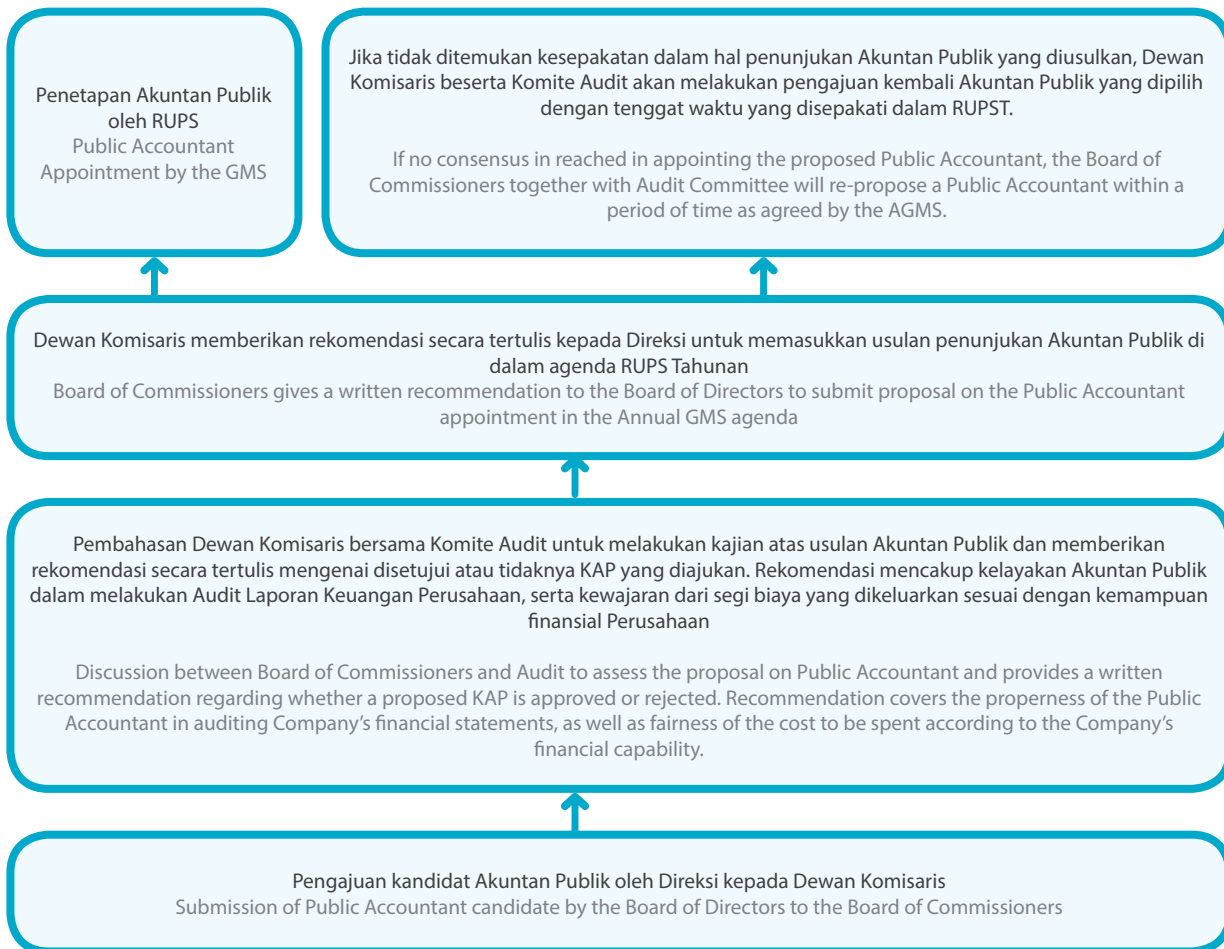 Penetapan Akuntan Publik
oleh RUPS
Public Accountant
Appointment by the GMS
Jika tidak ditemukan kesepakatan dalam hal penunjukan Akuntan Publik yang diusulkan, Dewan
Komisaris beserta Komite Audit akan melakukan pengajuan kembali Akuntan Publik yang dipilih
dengan tenggat waktu yang disepakati dalam RUPST.
If no consensus in reached in appointing the proposed Public Accountant, the Board of
Commissioners together with Audit Committee will re-propose a Public Accountant within a
period of time as agreed by the AGMS.
Dewan Komisaris memberikan rekomendasi secara tertulis kepada Direksi untuk memasukkan usulan penunjukan Akuntan Publik di
dalam agenda RUPS Tahunan
Board of Commissioners gives a written recommendation to the Board of Directors to submit proposal on the Public Accountant
appointment in the Annual GMS agenda
Pembahasan Dewan Komisaris bersama Komite Audit untuk melakukan kajian atas usulan Akuntan Publik dan memberikan
rekomendasi secara tertulis mengenai disetujui atau tidaknya KAP yang diajukan. Rekomendasi mencakup kelayakan Akuntan Publik
dalam melakukan Audit Laporan Keuangan Perusahaan, serta kewajaran dari segi biaya yang dikeluarkan sesuai dengan kemampuan
finansial Perusahaan
Discussion between Board of Commissioners and Audit to assess the proposal on Public Accountant and provides a written
recommendation regarding whether a proposed KAP is approved or rejected. Recommendation covers the properness of the Public
Accountant in auditing Company's financial statements, as well as fairness of the cost to be spent according to the Company's
financial capability.
Pengajuan kandidat Akuntan Publik oleh Direksi kepada Dewan Komisaris
Submission of Public Accountant candidate by the Board of Directors to the Board of Commissioners